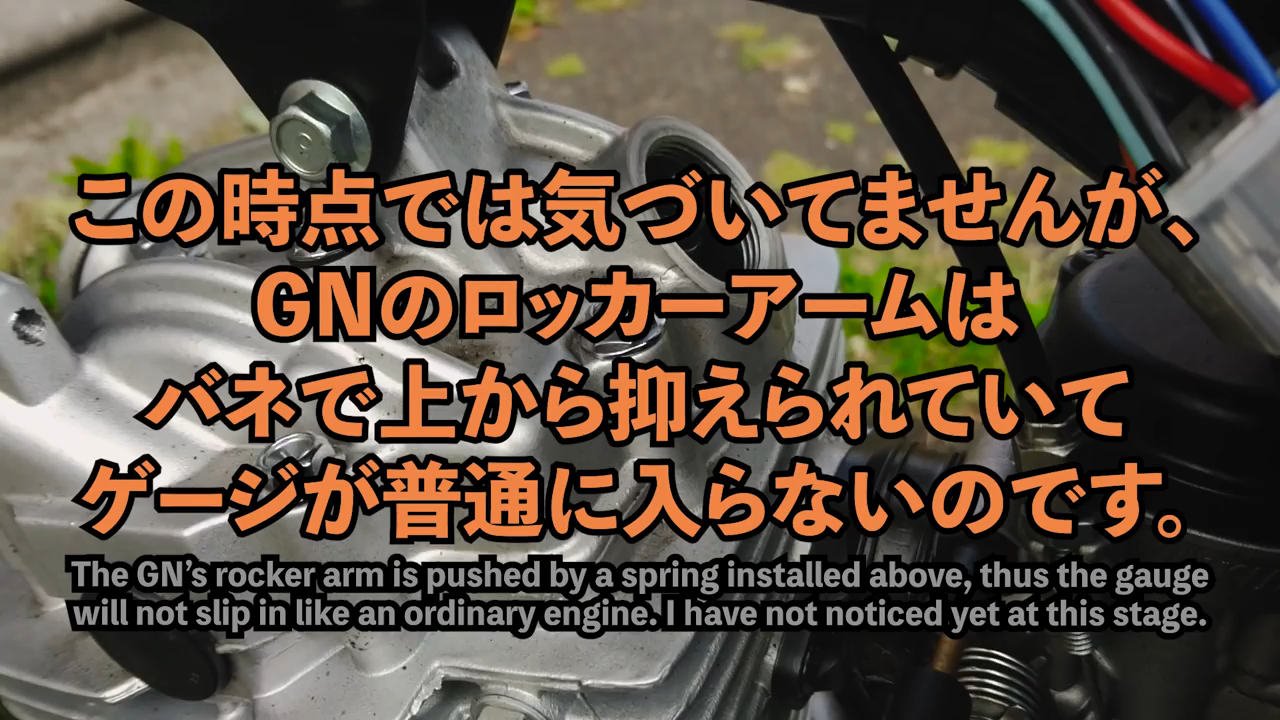 この時点では気づいてませんが、
GNのロッカーアームは
バネで上から抑えられていて
ゲージが普通に入らないのです。
The GN’s rocker arm is pushed by a spring installed above, thus the gauge
will not slip in like an ordinary engine. I have not noticed yet at this stage.